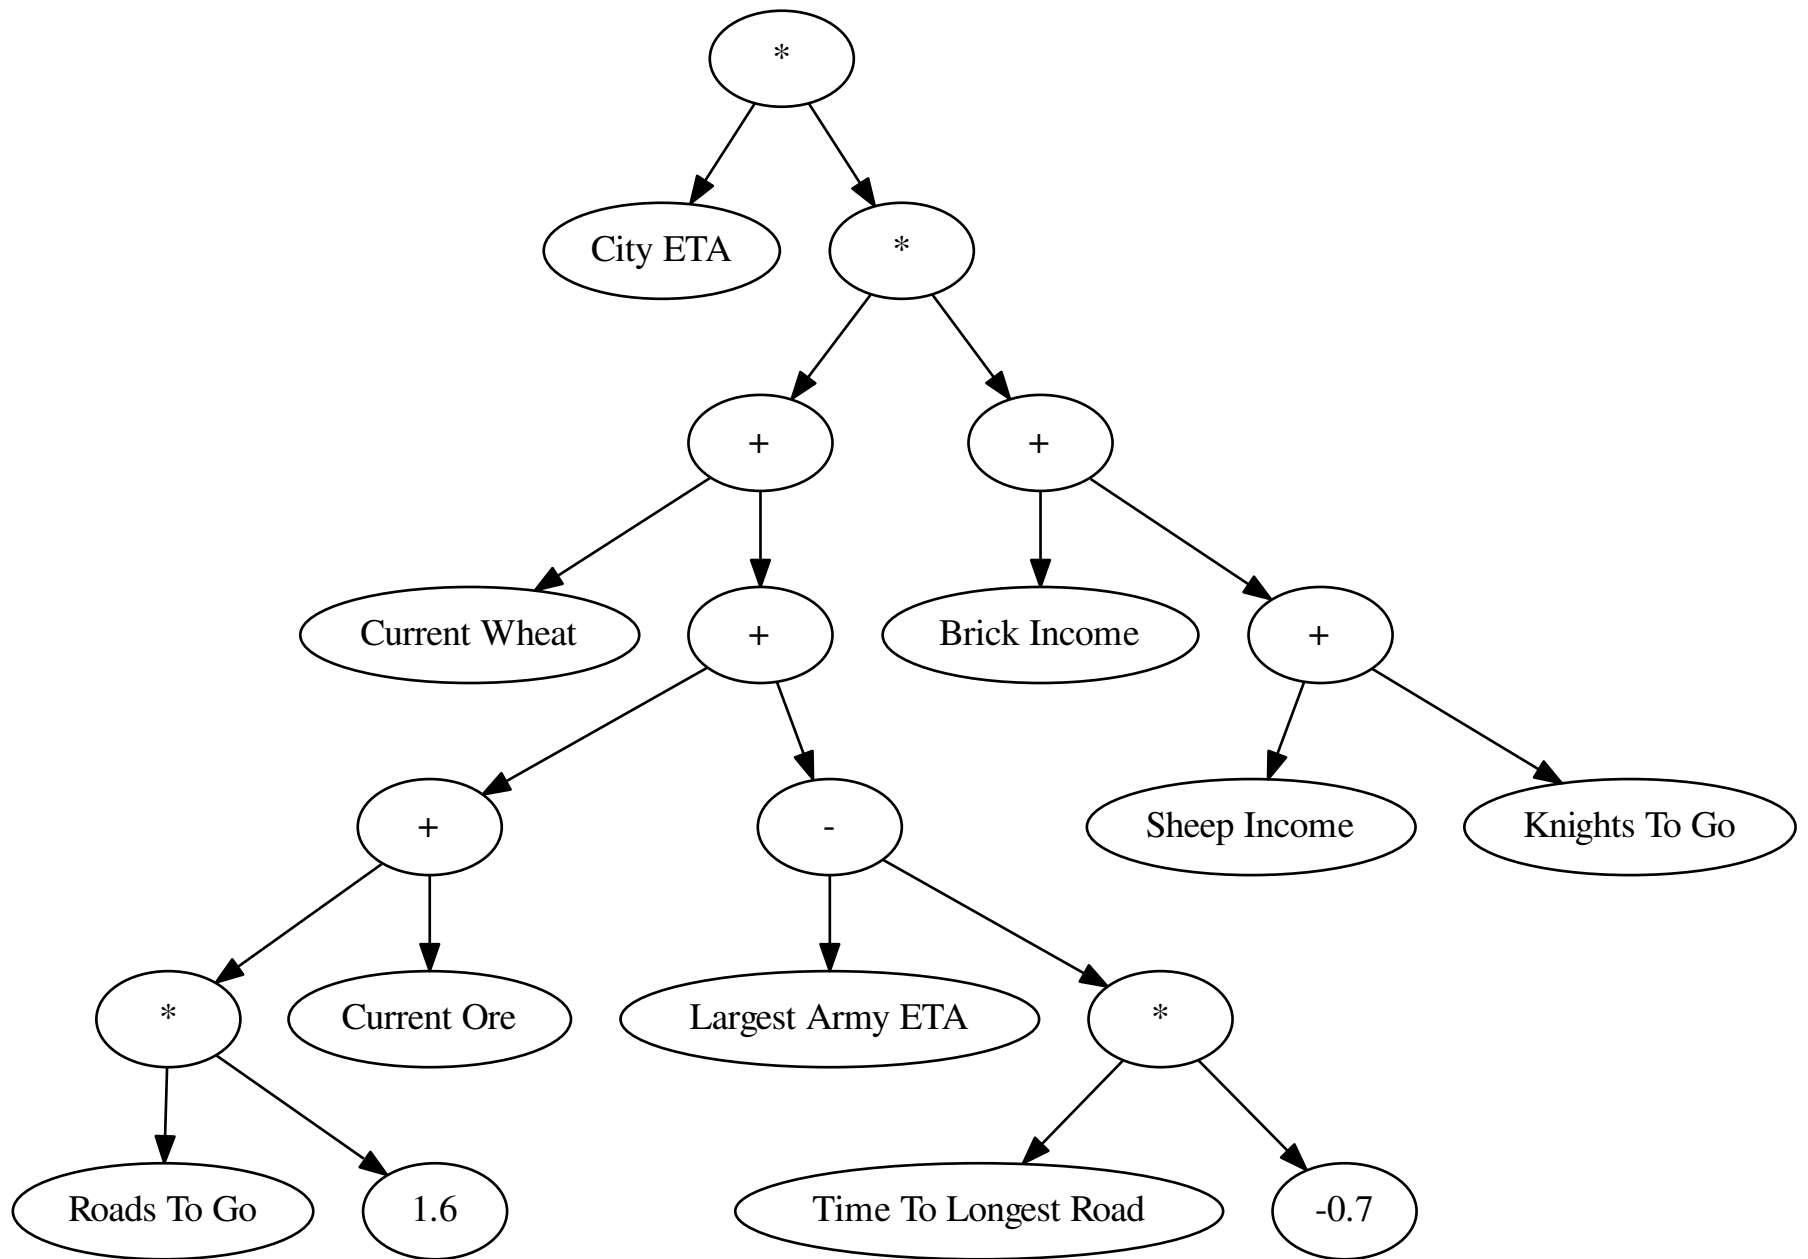 *
City ETA
*
+
+
Current Wheat
+
Brick Income
+
+
-
Sheep Income
Knights To Go
*
Current Ore
Largest Army ETA
*
Roads To Go
1.6
Time To Longest Road
-0.7